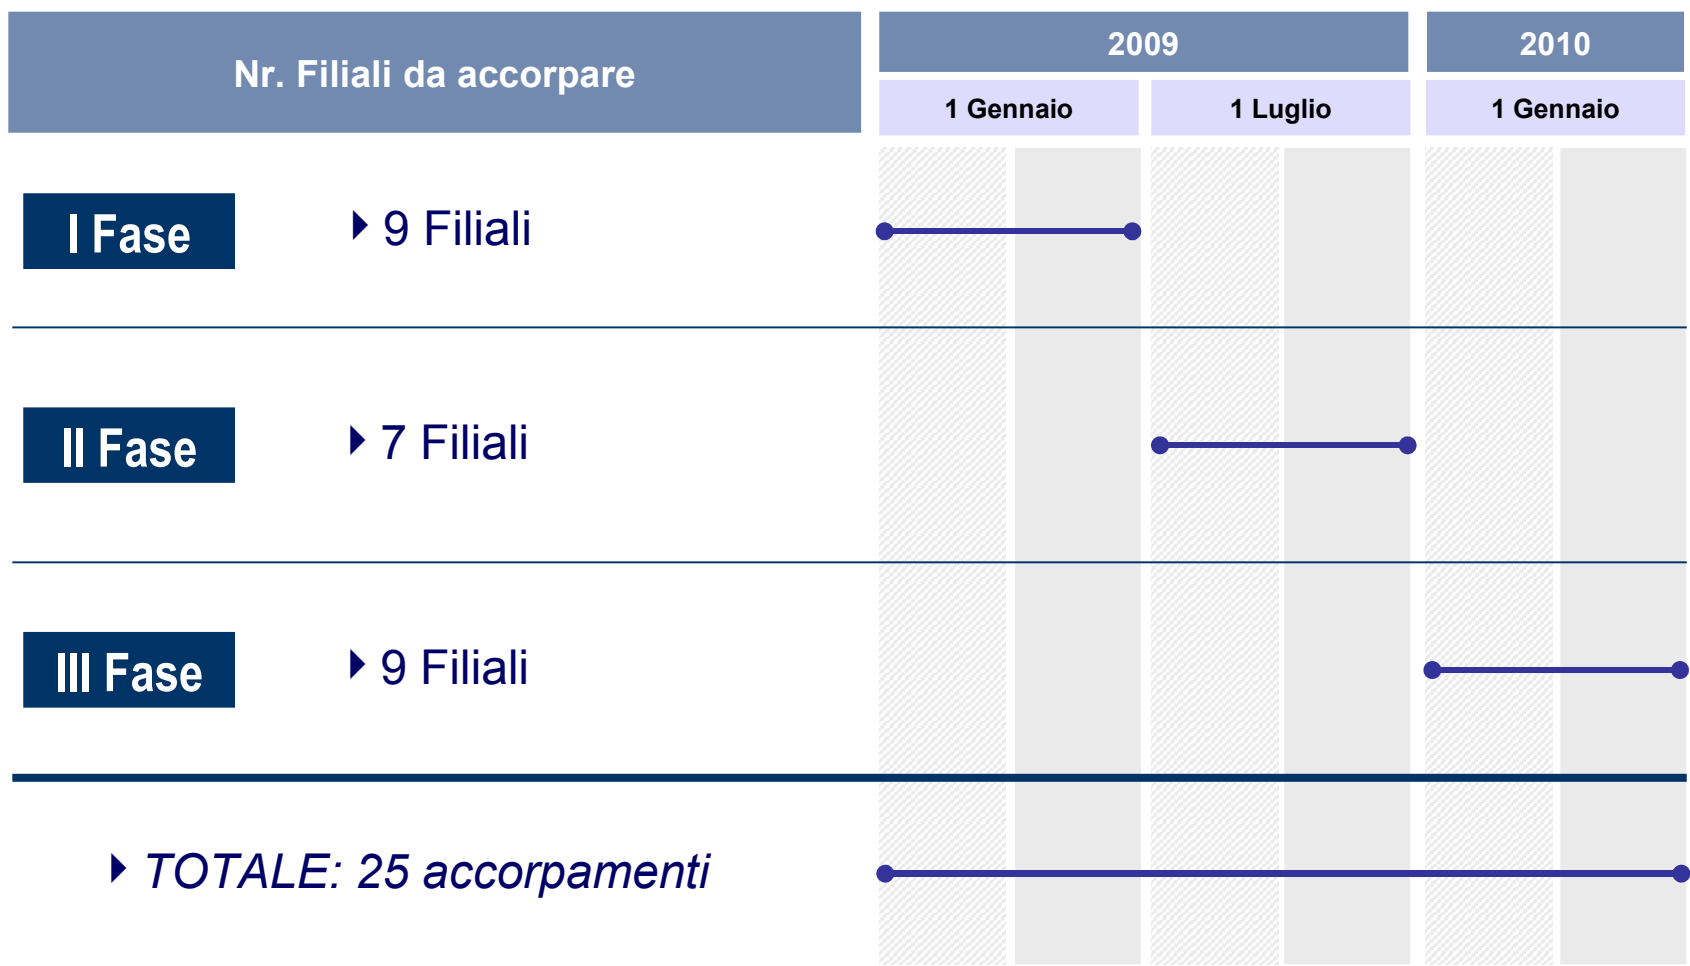 Nr. Filiali da accorpare
2009
2010
1 Gennaio
1 Luglio
1 Gennaio
I Fase
9 Filiali
II Fase
7 Filiali
III Fase
9 Filiali
TOTALE: 25 accorpamenti